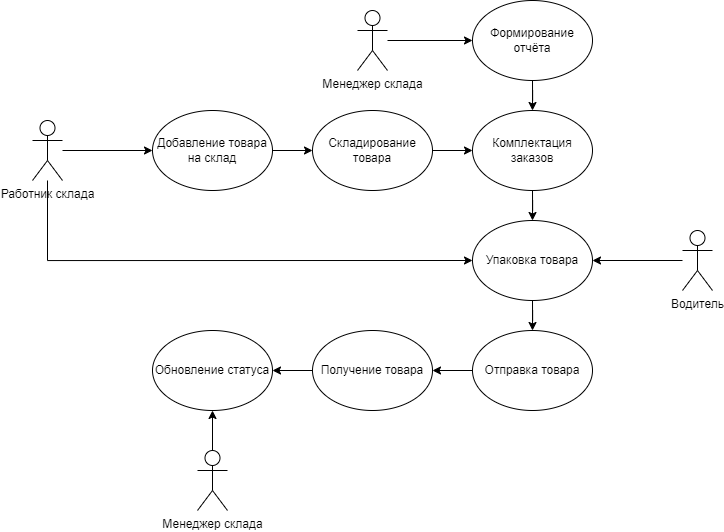 Формирование
отчёта
Менеджер склада
Добавление товара
на склад
Складирование
товара
Комплектация
заказов
Работник склада
Упаковка товара
Водитель
Обновление статуса
Получение товара
Отправка товара
Менеджер склада